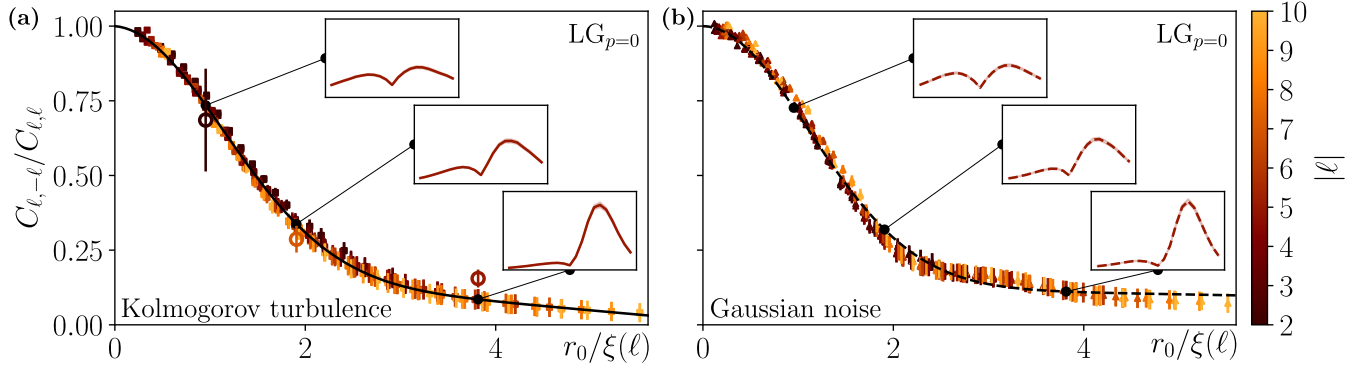 (a)
LG_{p=0}
1.00
0.75
0.50
0.25
0.00
C_{ℓ,−ℓ}/C_{ℓ,ℓ}
Kolmogorov turbulence
0
2
4
r_0/ξ(ℓ)
(b)
LG_{p=0}
Gaussian noise
0
2
4
r_0/ξ(ℓ)
10
9
8
7
6
5
4
3
2
|ℓ|